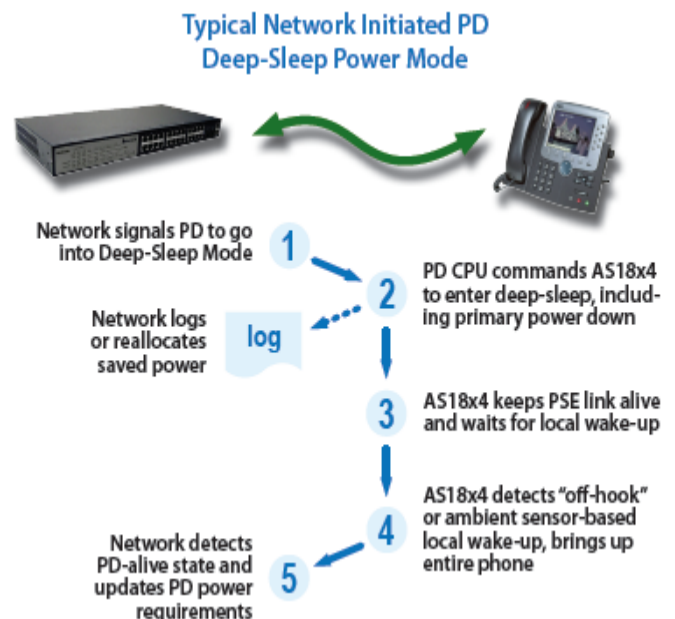 Typical Network Initiated PD
Deep-Sleep Power Mode
Network signals PD to go
into Deep-Sleep Mode
1
2
PD CPU commands AS18x4
to enter deep-sleep, includ-
ing primary power down
Network logs
or reallocates
saved power
log
3
AS18x4 keeps PSE link alive
and waits for local wake-up
4
AS18x4 detects “off-hook”
or ambient sensor-based
local wake-up, brings up
entire phone
Network detects
PD-alive state and
updates PD power
requirements
5